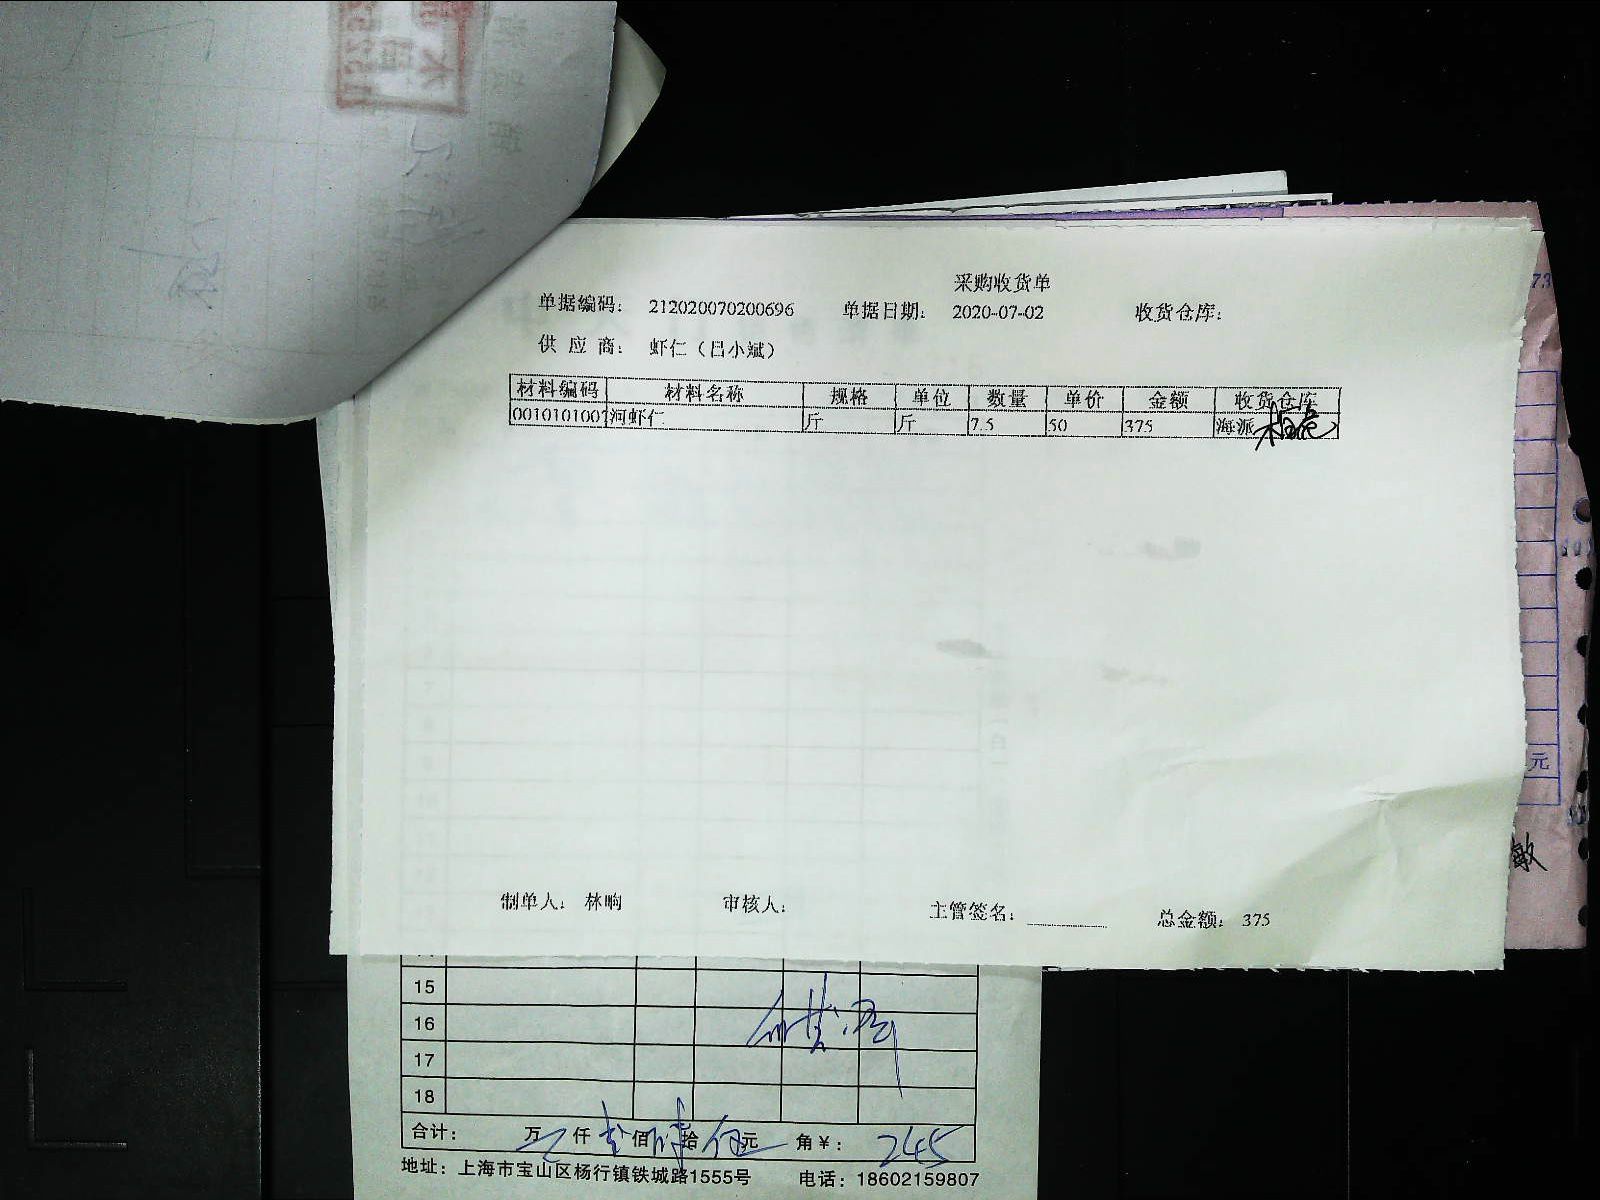 采购收货单
单据编码： 212020070200696 单据日期： 2020-07-02 收货仓库：
供 应 商： 虾仁（吕小斌）
材料编码 材料名称 规格 单位 数量 单价 金额 收货仓库
0010101007 河虾仁 斤 斤 7.5 50 375 海派
制单人： 林晌 审核人： 主管签名： 总金额： 375
元
敏
15
16
17
18
合计： 万 仟 佰 拾 元 角 ¥： 245
地址：上海市宝山区杨行镇铁城路1555号 电话：18602159807